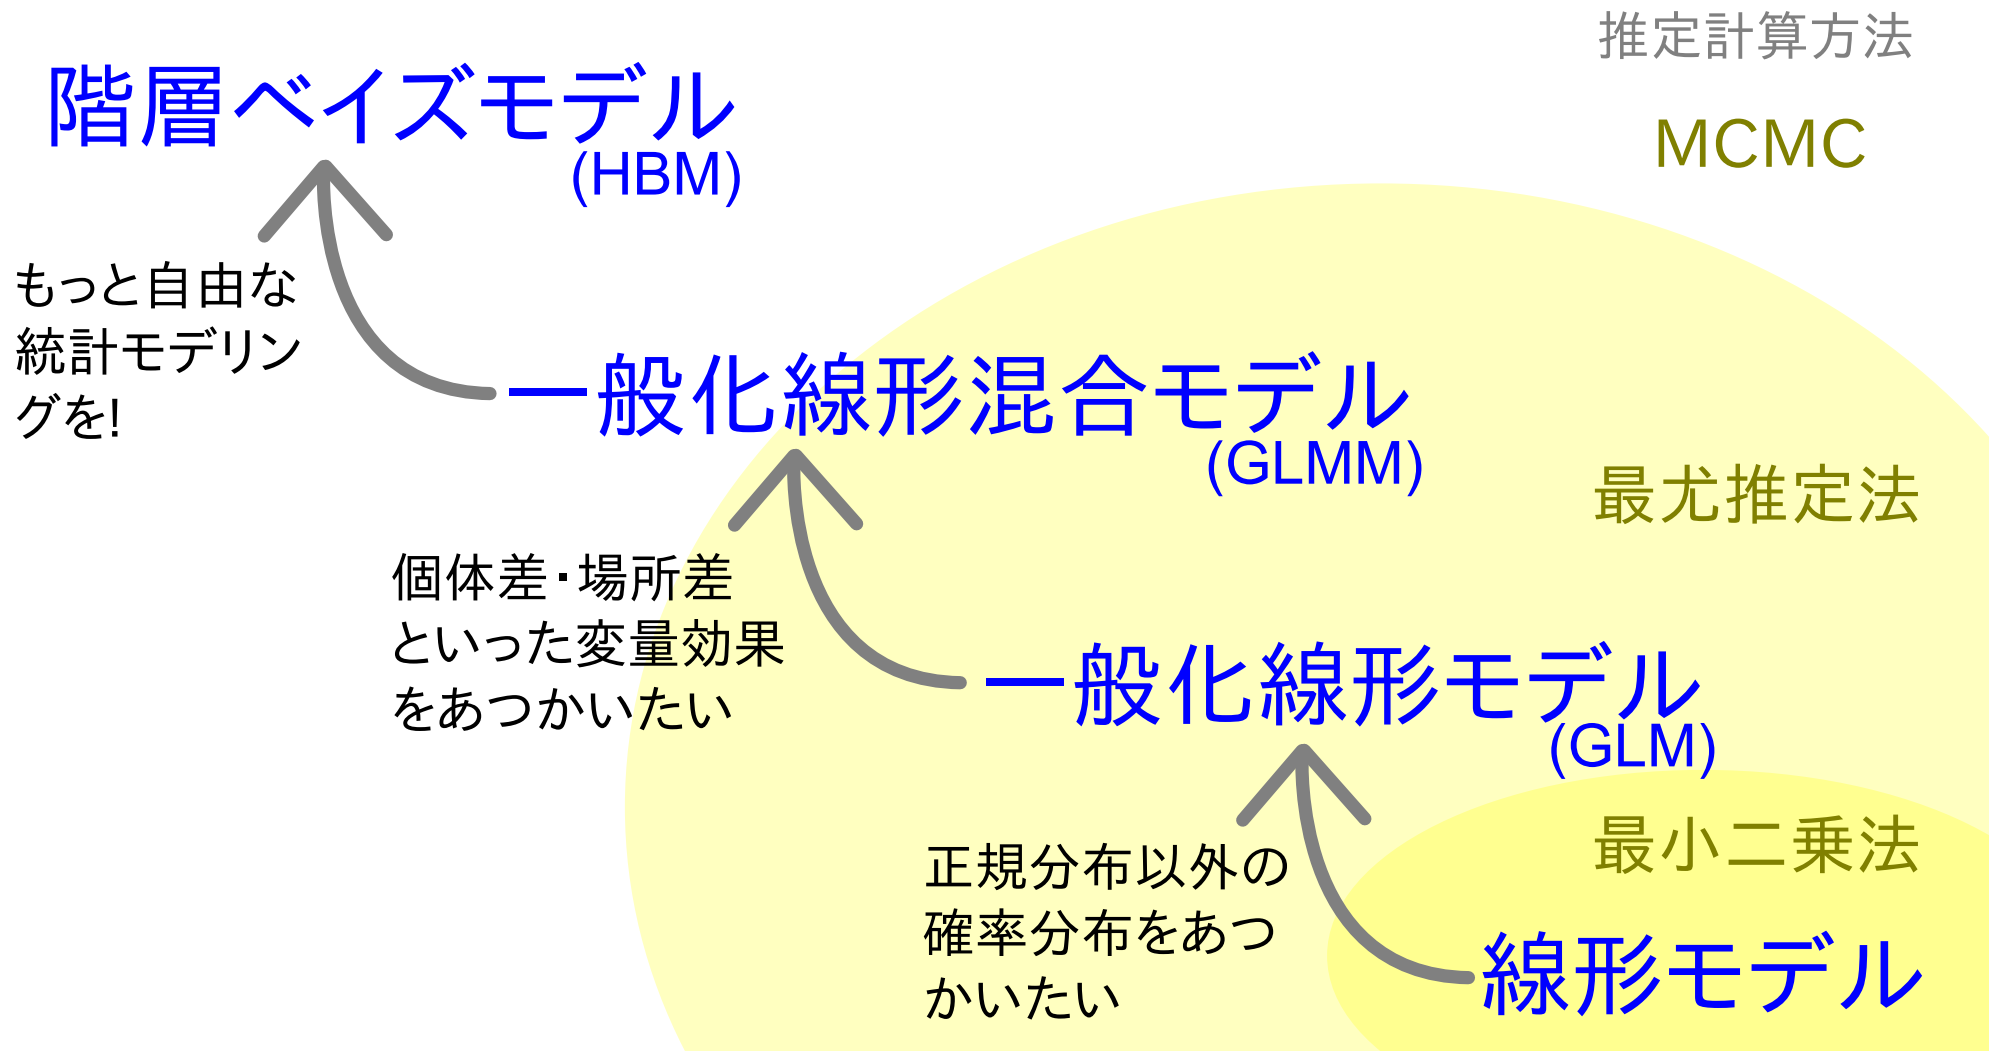 推定計算方法
階層ベイズモデル
(HBM)
MCMC
もっと自由な
統計モデリン
グを!
一般化線形混合モデル
(GLMM)
最尤推定法
個体差・場所差
といった変量効果
をあつかいたい
一般化線形モデル
(GLM)
正規分布以外の
確率分布をあつ
かいたい
最小二乗法
線形モデル